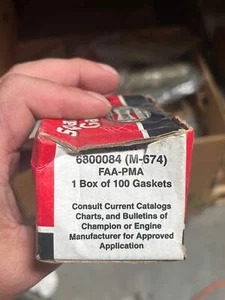 6800084 (M-674)
FAA-PMA
1 Box of 100 Gaskets
Consult Current Catalogs
Charts, and Bulletins of
Champion or Engine
Manufacturer for Approved
Application